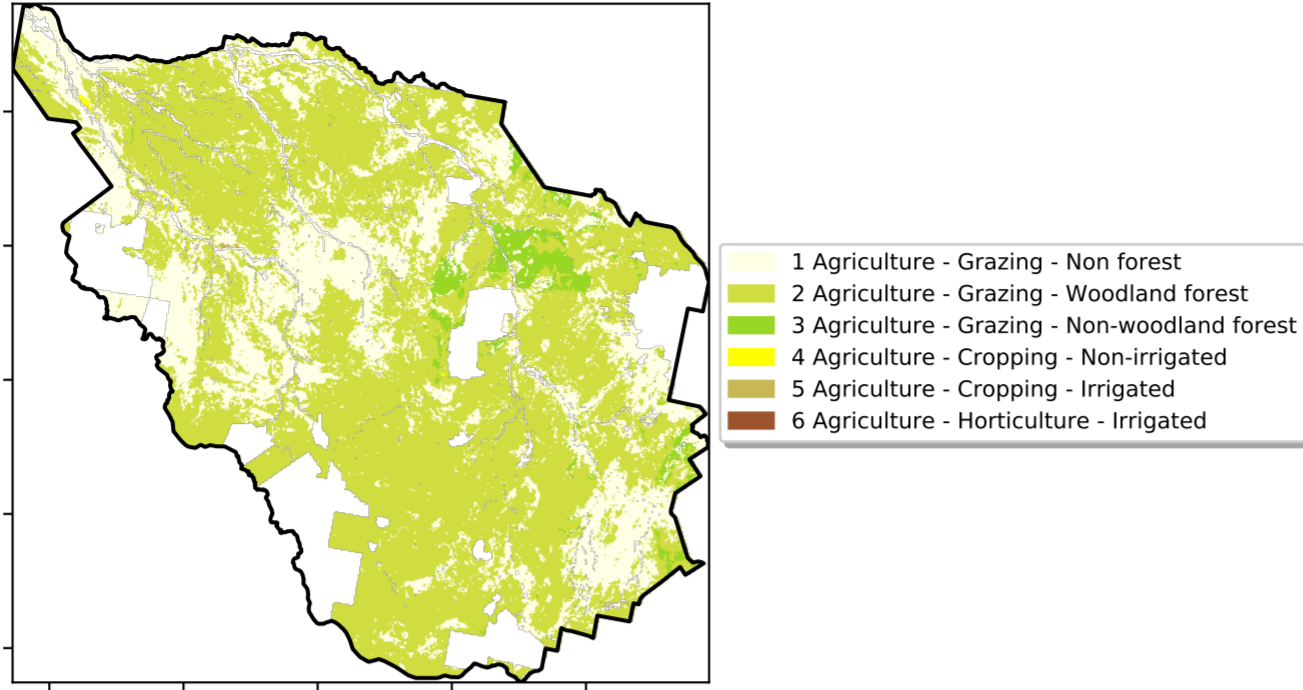 1 Agriculture - Grazing - Non forest
2 Agriculture - Grazing - Woodland forest
3 Agriculture - Grazing - Non-woodland forest
4 Agriculture - Cropping - Non-irrigated
5 Agriculture - Cropping - Irrigated
6 Agriculture - Horticulture - Irrigated